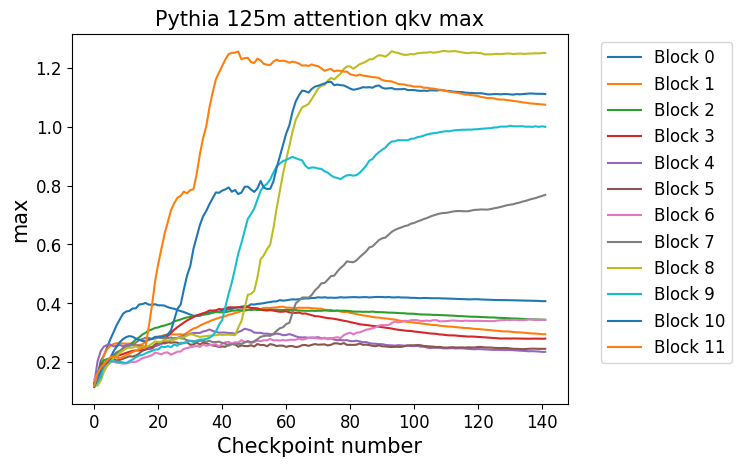 Pythia 125m attention qkv max
max
1.2
1.0
0.8
0.6
0.4
0.2
0 20 40 60 80 100 120 140
Checkpoint number
Block 0
Block 1
Block 2
Block 3
Block 4
Block 5
Block 6
Block 7
Block 8
Block 9
Block 10
Block 11